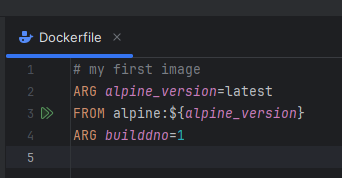 Dockerfile ×
1 # my first image
2 ARG alpine_version=latest
3 FROM alpine:${alpine_version}
4 ARG builddno=1
5